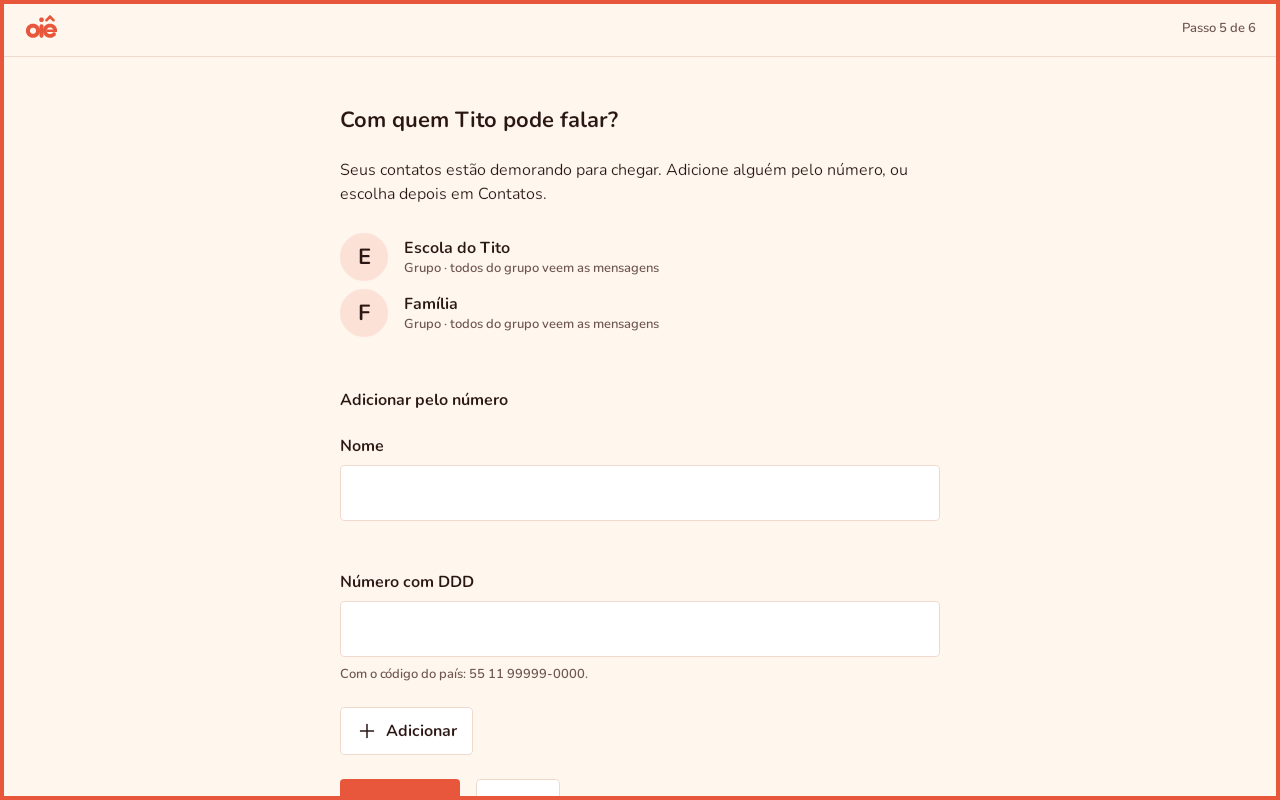 oiê
Passo 5 de 6
Com quem Tito pode falar?
Seus contatos estão demorando para chegar. Adicione alguém pelo número, ou
escolha depois em Contatos.
E
Escola do Tito
Grupo · todos do grupo veem as mensagens
F
Família
Grupo · todos do grupo veem as mensagens
Adicionar pelo número
Nome
Número com DDD
Com o código do país: 55 11 99999-0000.
Adicionar